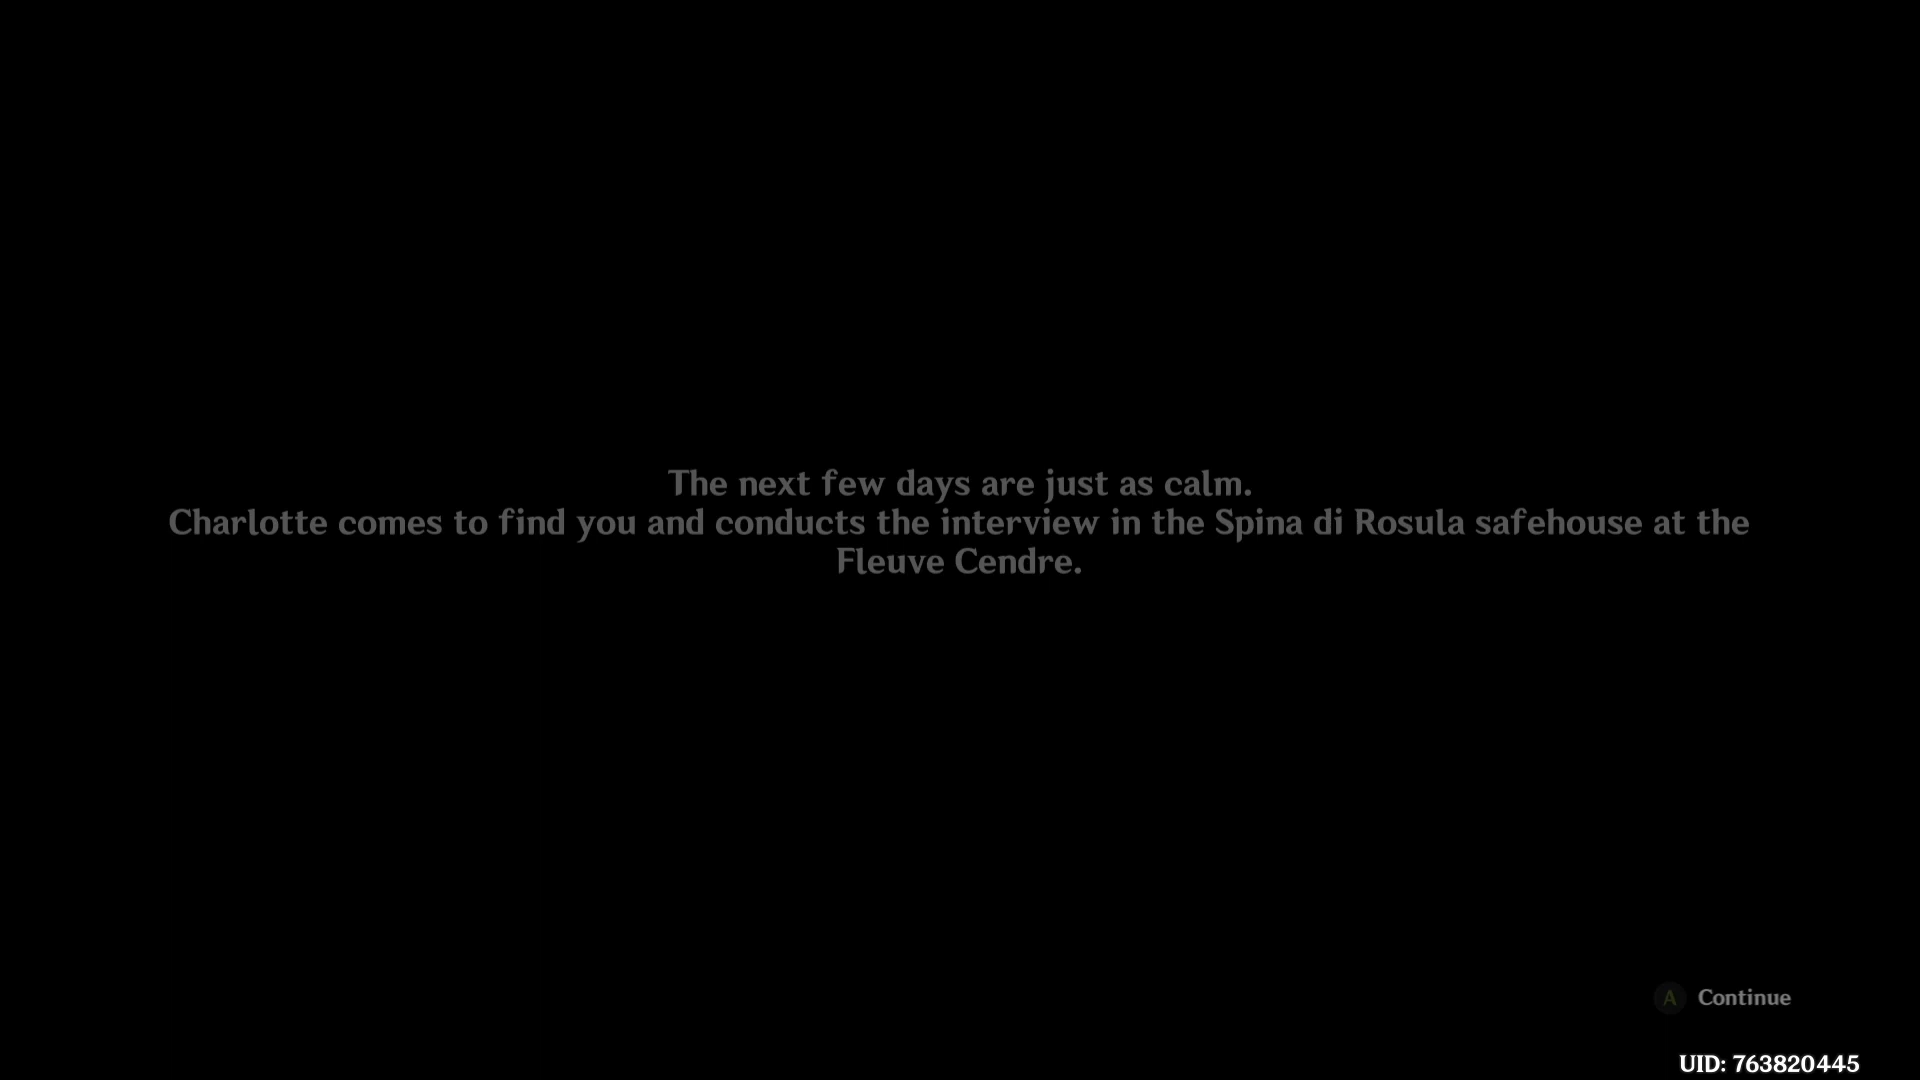 The next few days are just as calm.
Charlotte comes to find you and conducts the interview in the Spina di Rosula safehouse at the
Fleuve Cendre.
A Continue
UID: 763820445